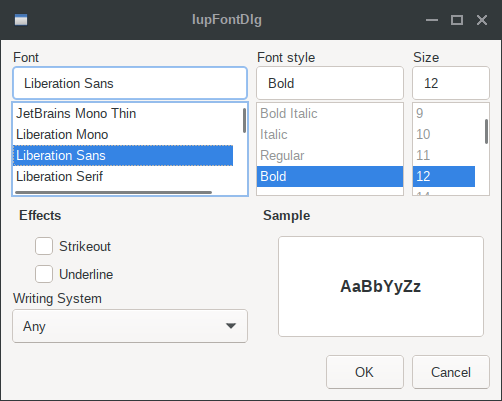 IupFontDlg
Font
Font style
Size
Liberation Sans
Bold
12
JetBrains Mono Thin
Liberation Mono
Liberation Sans
Liberation Serif
Bold Italic
Italic
Regular
Bold
9
10
11
12
14
Effects
Sample
Strikeout
Underline
AaBbYyZz
Writing System
Any
OK
Cancel